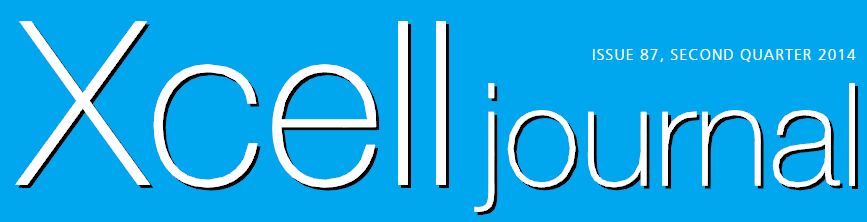 ISSUE 87, SECOND QUARTER 2014
Xcell journal